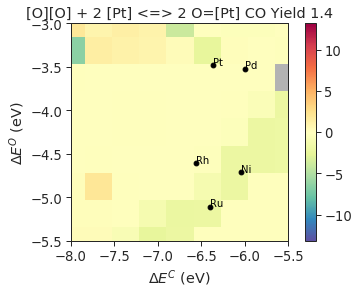 [O][O] + 2 [Pt] <=> 2 O=[Pt] CO Yield 1.4
−3.0
−3.5
−4.0
−4.5
−5.0
−5.5
ΔE^O (eV)
Pt
Pd
Rh
Ni
Ru
−8.0 −7.5 −7.0 −6.5 −6.0 −5.5
ΔE^C (eV)
10
5
0
−5
−10